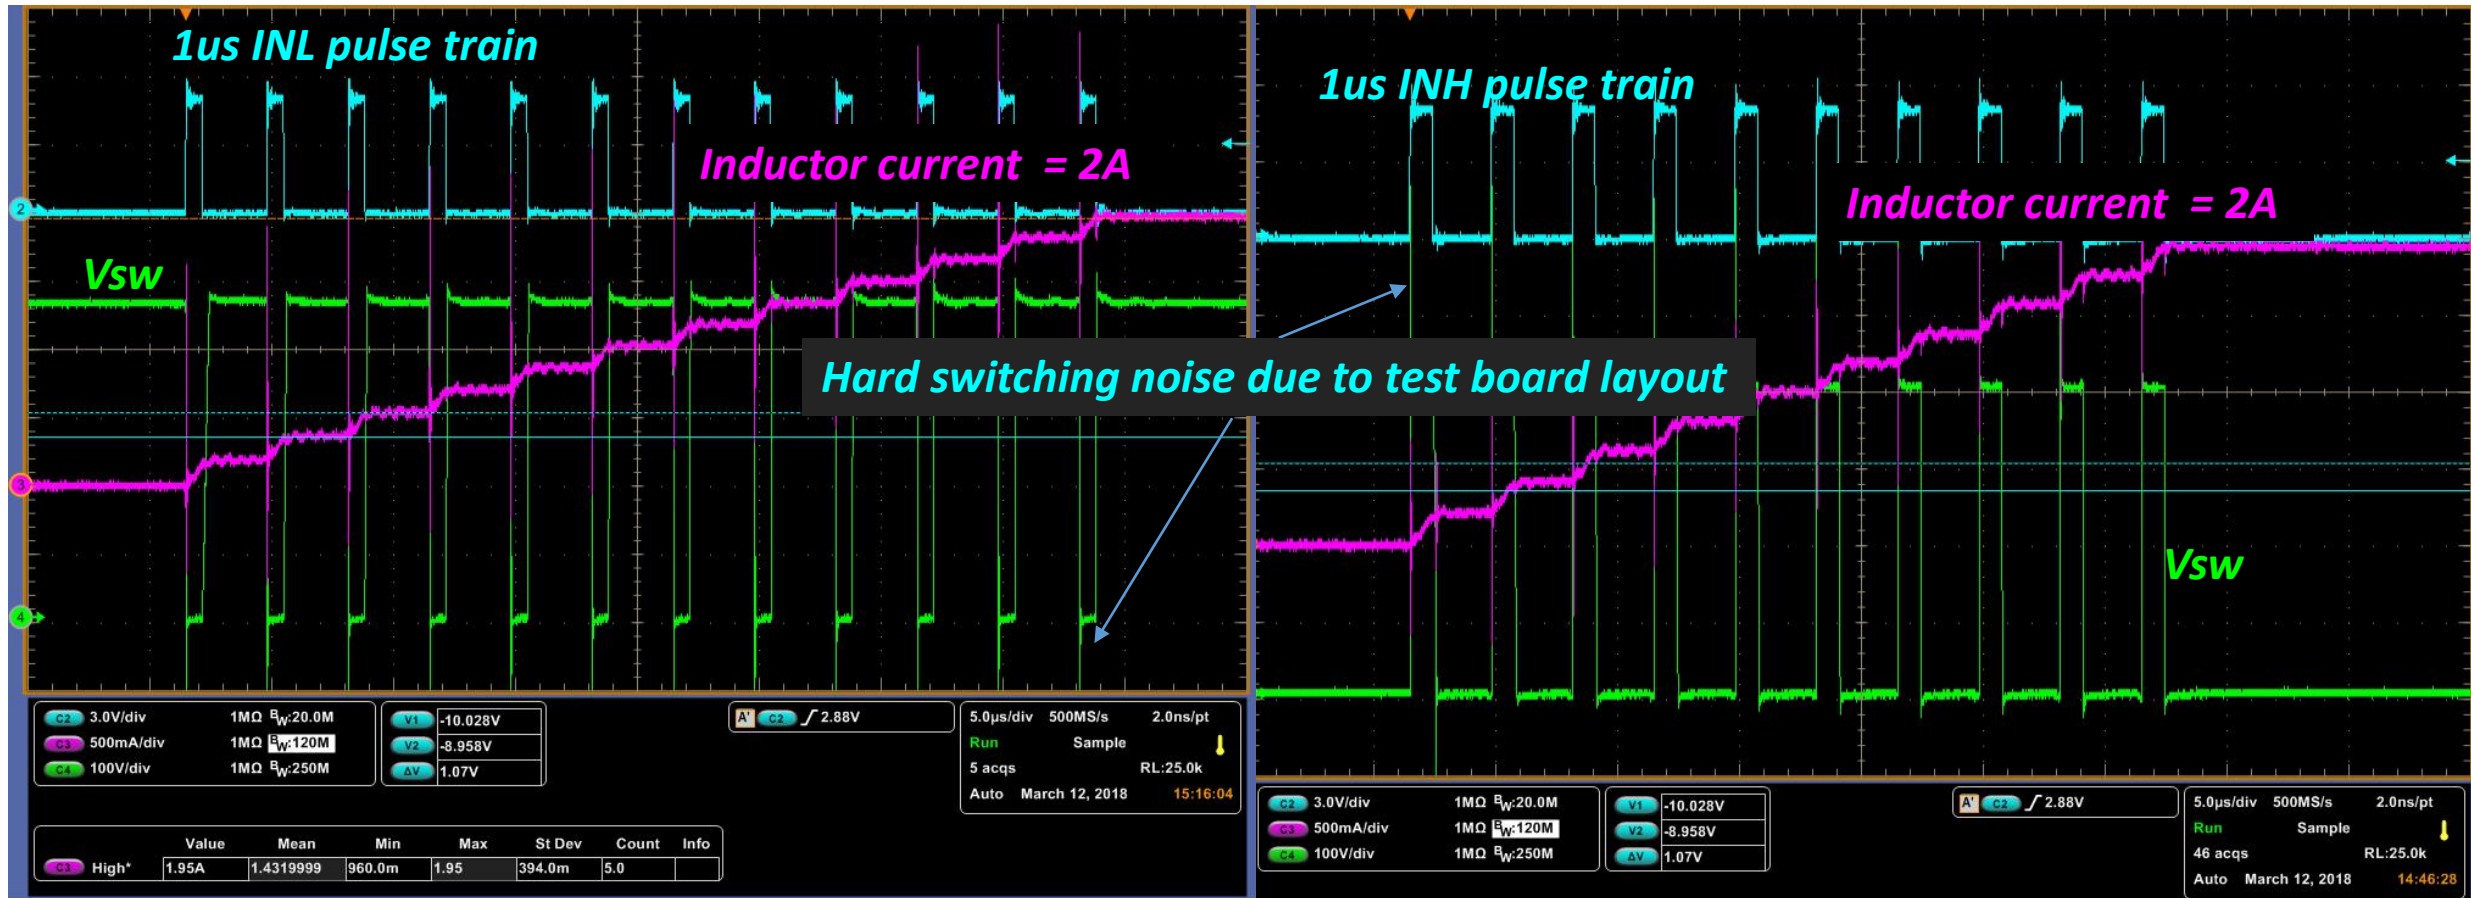 1us INL pulse train
Inductor current = 2A
Vsw
2
3
4
1us INH pulse train
Inductor current = 2A
Vsw
Hard switching noise due to test board layout
C2 3.0V/div 1MΩ BW:20.0M
C3 500mA/div 1MΩ BW:120M
C4 100V/div 1MΩ BW:250M
V1 -10.028V
V2 -8.958V
ΔV 1.07V
A' C2 2.88V
5.0µs/div 500MS/s 2.0ns/pt
Run Sample
5 acqs RL:25.0k
Auto March 12, 2018 15:16:04
Value Mean Min Max St Dev Count Info
C3 High* 1.95A 1.4319999 960.0m 1.95 394.0m 5.0
C2 3.0V/div 1MΩ BW:20.0M
C3 500mA/div 1MΩ BW:120M
C4 100V/div 1MΩ BW:250M
V1 -10.028V
V2 -8.958V
ΔV 1.07V
A' C2 2.88V
5.0µs/div 500MS/s 2.0ns/pt
Run Sample
46 acqs RL:25.0k
Auto March 12, 2018 14:46:28